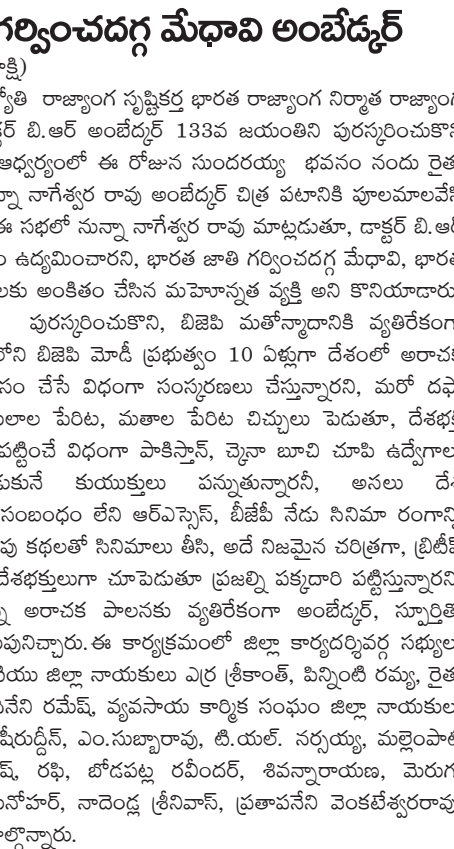 గర్వించదగ్గ మేధావి అంబేడ్కర్
రాజ్యాంగ సృష్టికర్త భారత రాజ్యాంగ నిర్మాత
బి.ఆర్ అంబేద్కర్ 133వ జయంతిని పురస్కరించుకొని
ఆధ్వర్యంలో ఈ రోజున సుందరయ్య భవనం నందు రైతు
నాగేశ్వర రావు అంబేద్కర్ చిత్ర పటానికి పూలమాలవేసి
ఈ సభలో నున్నా నాగేశ్వర రావు మాట్లడుతూ, డాక్టర్ బి.ఆర్
ఉద్యమించారని, భారత జాతి గర్వించదగ్గ మేధావి, భారత
అంకితం చేసిన మహెూన్నత వ్యక్తి అని కొనియాడారు
పురస్కరించుకొని, బిజెపి మతోన్మాదానికి వ్యతిరేకంగా
బిజెపి మోడీ ప్రభుత్వం 10 ఏళ్లుగా దేశంలో అరాచక
చేసే విధంగా సంస్కరణలు చేస్తున్నారని, మరో దఫా
పేరిట, మతాల పేరిట చిచ్చులు పెడుతూ, దేశభక్తి
విధంగా పాకిస్తాన్, చ్కెనా బూచి చూపి ఉద్వేగాల
కుయుక్తులు పన్నుతున్నారనీ, అసలు దేశ
సంబంధం లేని ఆర్ఎస్సెస్, బీజేపీ నేడు సినిమా రంగాన్ని
కథలతో సినిమాలు తీసి, అదే నిజమైన చరిత్రగా, బ్రిటీష్
దేశభక్తులుగా చూపెడుతూ ప్రజల్ని పక్కదారి పట్టిస్తున్నారని
అరాచక పాలనకు వ్యతిరేకంగా అంబేడ్కర్, స్పూర్తితో
ఈ కార్యక్రమంలో జిల్లా కార్యదర్శివర్గ సభ్యుల
జిల్లా నాయకులు ఎర్ర శ్రీకాంత్, పిన్నింటి రమ్య, రైతు
రమేష్, వ్యవసాయ కార్మిక సంఘం జిల్లా నాయకుల
ఎం.సుబ్బారావు, టి.యల్. నర్సయ్య, మల్లెంపాటి
రఫి, బోడపట్ల రవీందర్, శివన్నారాయణ, మెరుగు
నాదెండ్ల శ్రీనివాస్, ప్రతాపనేని వెంకటేశ్వరరావు